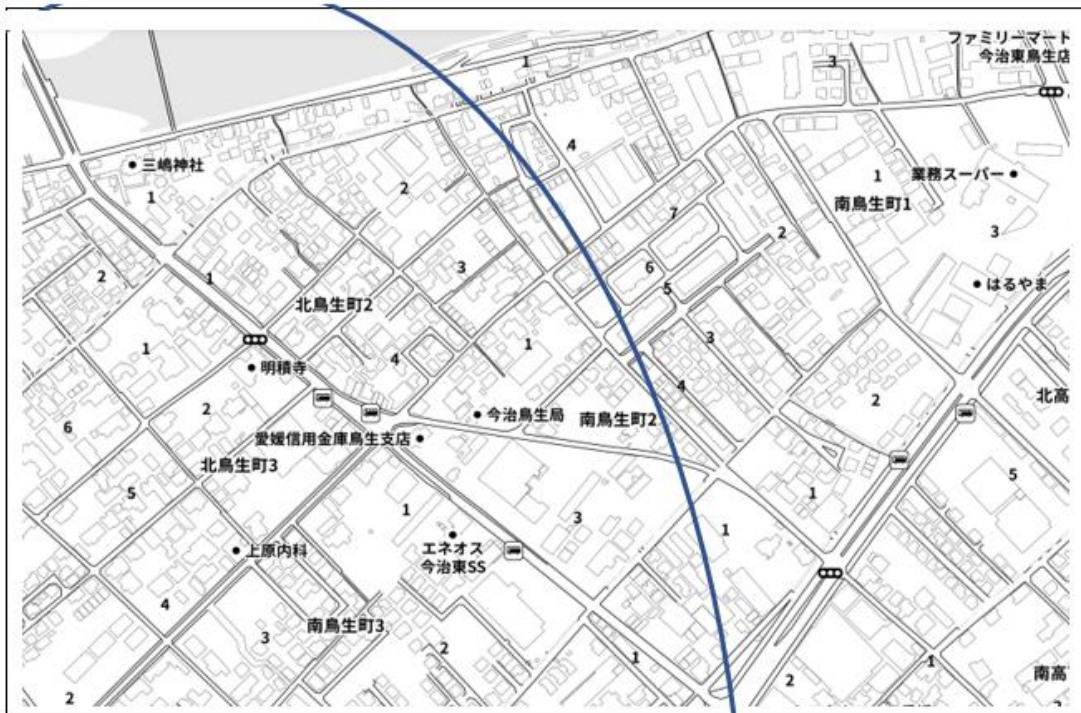 ファミリーマート
今治東鳥生店
1
3
4
三嶋神社
1
2
1
業務スーパー
南鳥生町1
7
2
3
2
1
3
6
5
はるやま
北鳥生町2
3
1
1
4
明積寺
4
2
北高
2
今治鳥生局
南鳥生町2
6
愛媛信用金庫鳥生支店
北鳥生町3
5
5
1
1
3
1
エネオス
今治東SS
上原内科
4
南鳥生町3
3
2
1
1
2
南高
2
2